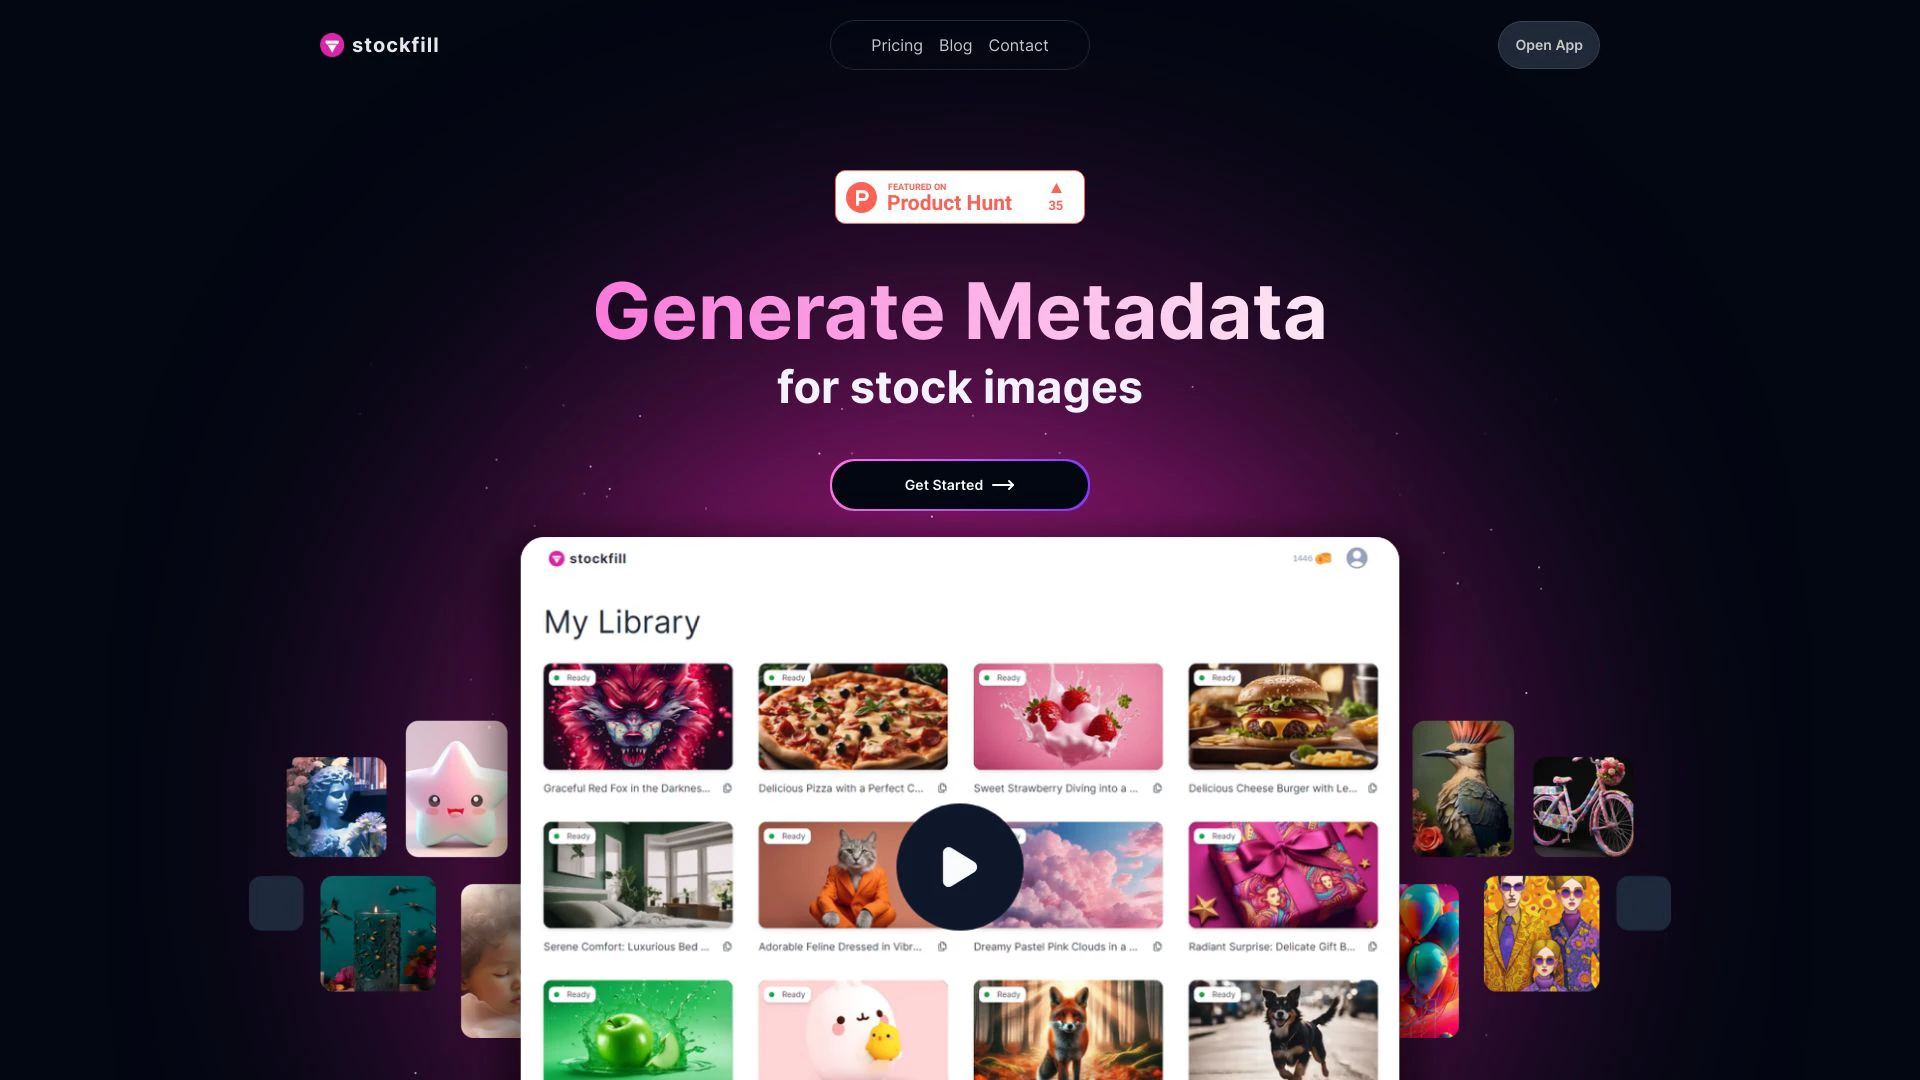 stockfill
Pricing Blog Contact
Open App
FEATURED ON
Product Hunt
35
Generate Metadata
for stock images
Get Started
stockfill
1446
My Library
Ready
Ready
Ready
Ready
Graceful Red Fox in the Darknes...
Delicious Pizza with a Perfect C...
Sweet Strawberry Diving into a ...
Delicious Cheese Burger with Le...
Ready
Ready
Ready
Serene Comfort: Luxurious Bed ...
Adorable Feline Dressed in Vibr...
Dreamy Pastel Pink Clouds in a ...
Radiant Surprise: Delicate Gift B...
Ready
Ready
Ready
Ready